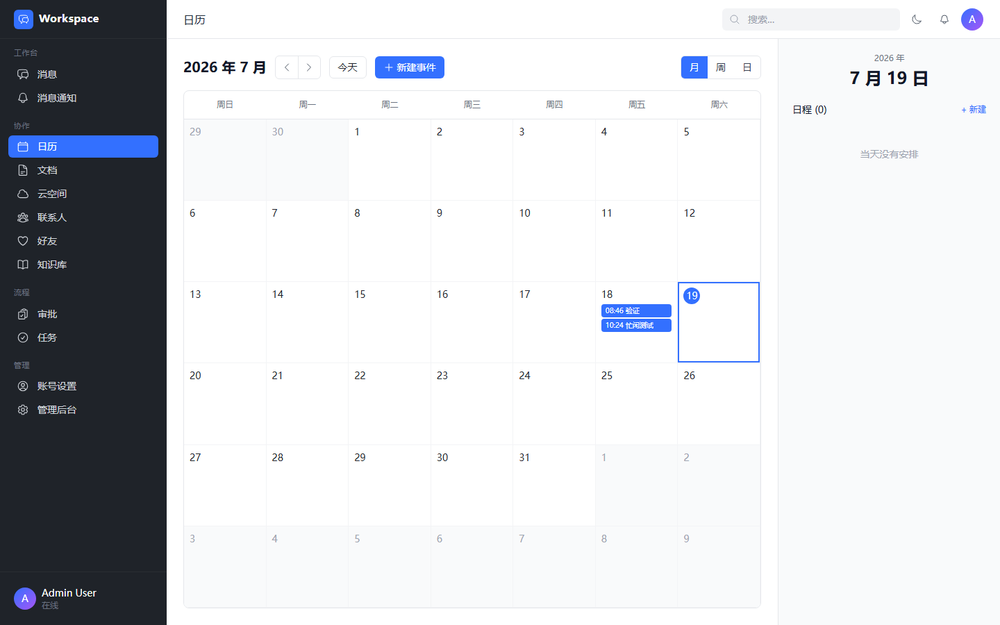 Workspace
工作台
消息
消息通知
协作
日历
文档
云空间
联系人
好友
知识库
流程
审批
任务
管理
账号设置
管理后台
A
Admin User
在线
日历
搜索...
A
2026 年 7 月
今天
新建事件
月 周 日
周日 周一 周二 周三 周四 周五 周六
29 30 1 2 3 4 5
6 7 8 9 10 11 12
13 14 15 16 17 18 19
08:46 验证
10:24 忙闲测试
20 21 22 23 24 25 26
27 28 29 30 31 1 2
3 4 5 6 7 8 9
2026 年
7 月 19 日
日程 (0)
+ 新建
当天没有安排